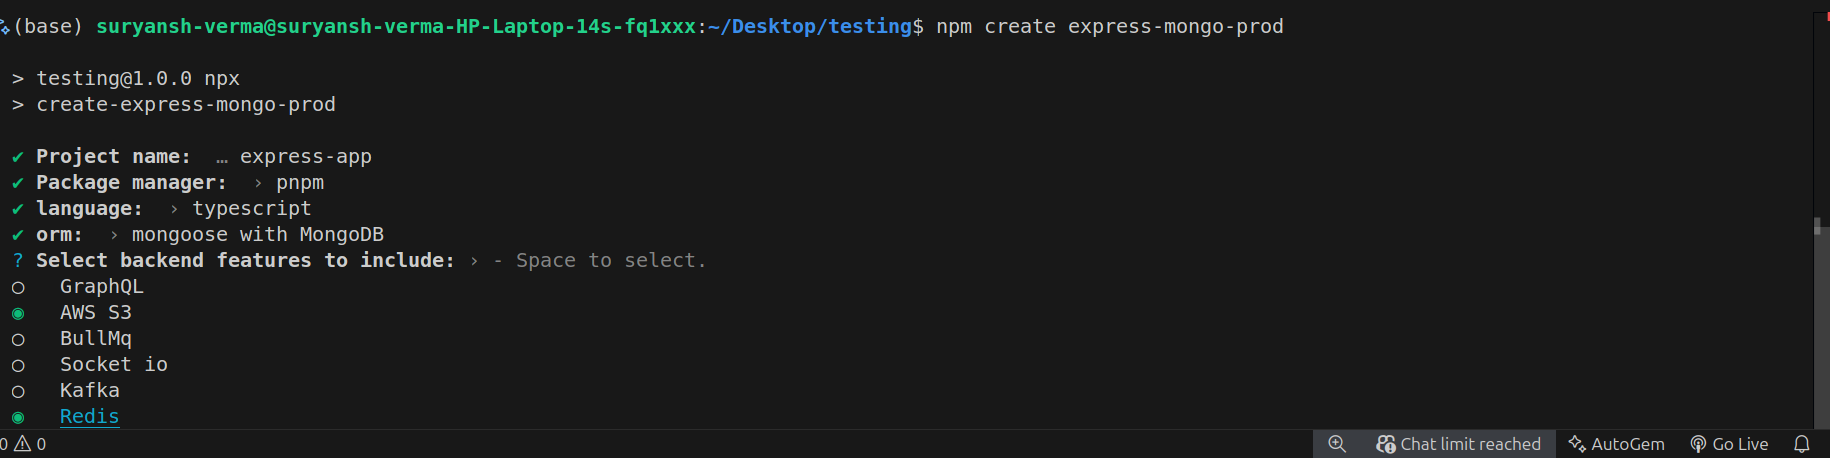 (base) suryansh-verma@suryansh-verma-HP-Laptop-14s-fq1xxx:~/Desktop/testing$ npm create express-mongo-prod
> testing@1.0.0 npx
> create-express-mongo-prod
✔ Project name: … express-app
✔ Package manager: › pnpm
✔ language: › typescript
✔ orm: › mongoose with MongoDB
? Select backend features to include: › - Space to select.
◯ GraphQL
◉ AWS S3
◯ BullMq
◯ Socket io
◯ Kafka
◉ Redis
0 ⚠ 0 Chat limit reached AutoGem Go Live